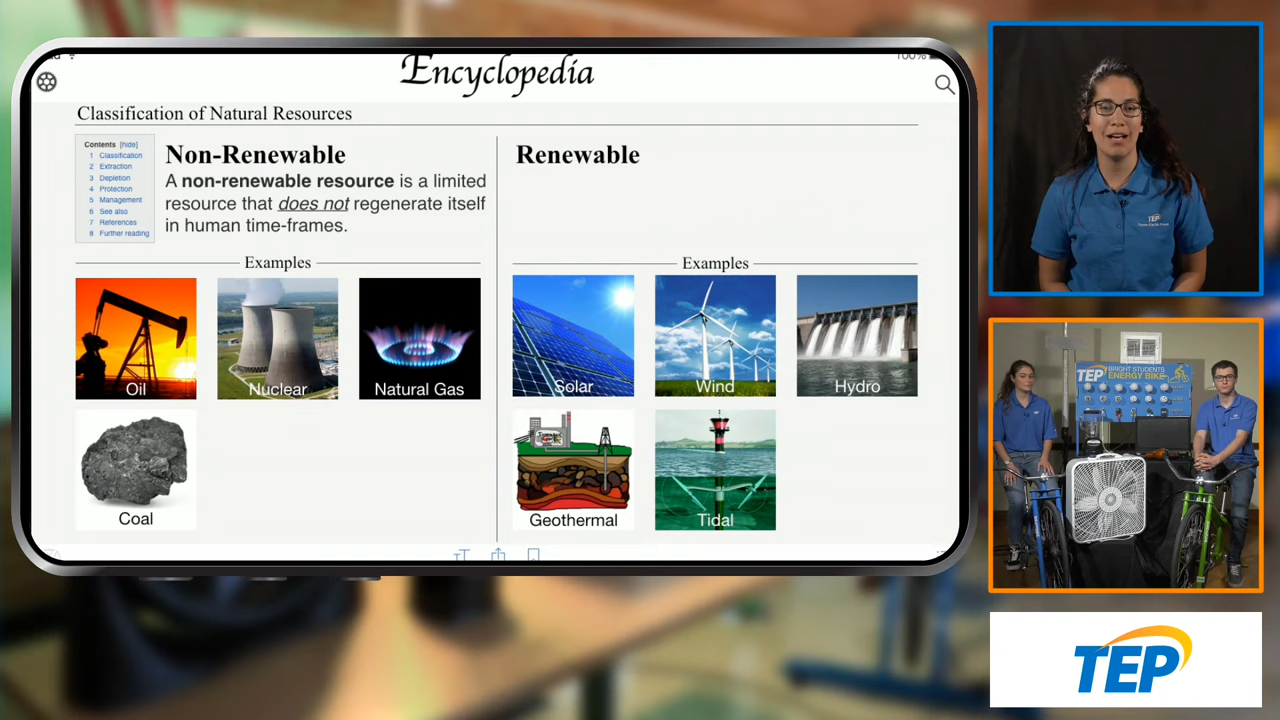 100%
Encyclopedia
Classification of Natural Resources
Contents [hide]
1 Classification
2 Extraction
3 Depletion
4 Protection
5 Management
6 See also
7 References
8 Further reading
Non-Renewable
A non-renewable resource is a limited
resource that does not regenerate itself
in human time-frames.
Examples
Oil
Nuclear
Natural Gas
Coal
Renewable
Examples
Solar
Wind
Hydro
Geothermal
Tidal
TEP
TEP
BRIGHT STUDENTS
ENERGY BIKE
TEP